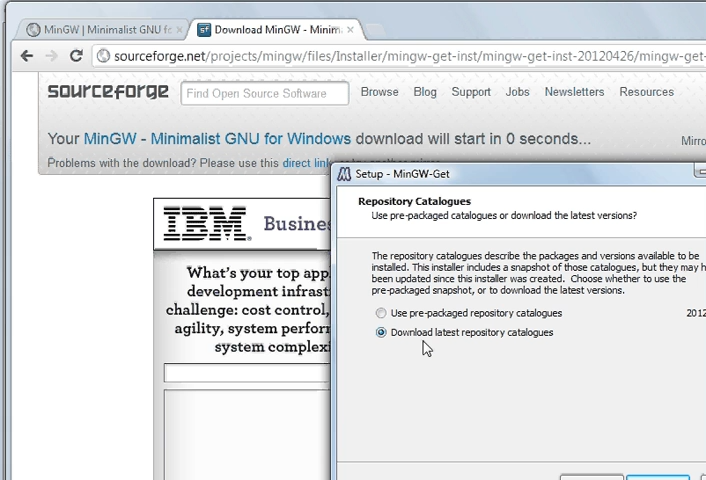 MinGW | Minimalist GNU for
Download MinGW - Minim
sourceforge.net/projects/mingw/files/Installer/mingw-get-inst/mingw-get-inst-20120426/mingw-get-
sourceforge
Find Open Source Software
Browse Blog Support Jobs Newsletters Resources
Your MinGW - Minimalist GNU for Windows download will start in 0 seconds...
Mirro
Problems with the download? Please use this direct link,
Setup - MinGW-Get
Repository Catalogues
Use pre-packaged catalogues or download the latest versions?
The repository catalogues describe the packages and versions available to be
installed. This installer includes a snapshot of those catalogues, but they may h
been updated since this installer was created. Choose whether to use the
pre-packaged snapshot, or to download the latest versions.
Use pre-packaged repository catalogues 2012
Download latest repository catalogues
IBM Busines
What's your top app
development infrast
challenge: cost control,
agility, system perform
system complexi